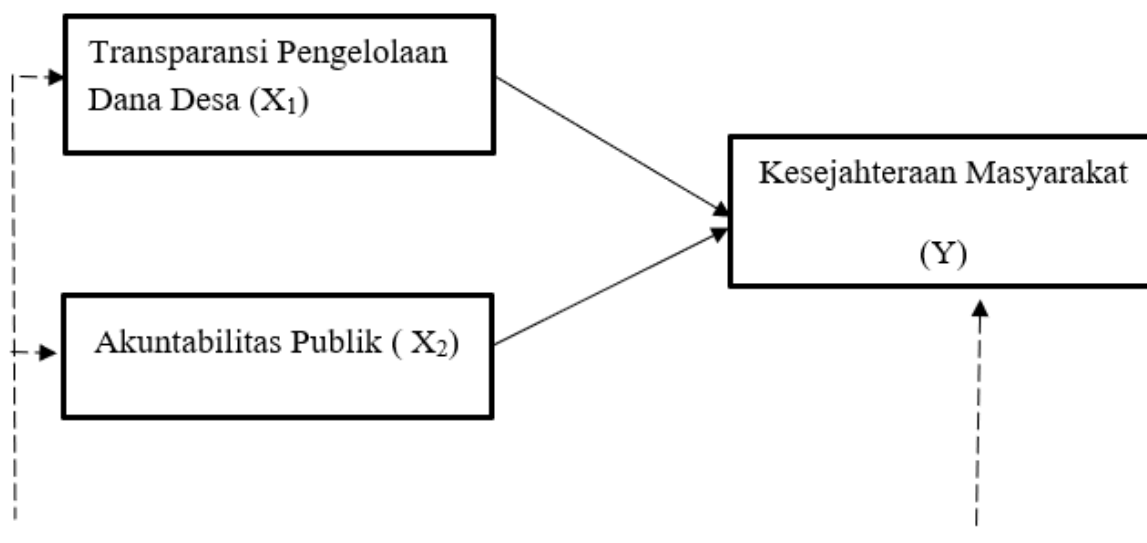 Transparansi Pengelolaan
Dana Desa (X₁)
Kesejahteraan Masyarakat
(Y)
Akuntabilitas Publik ( X₂)